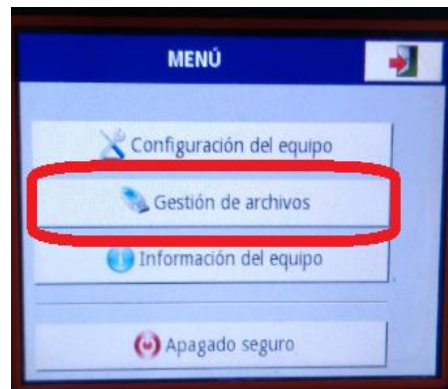 MENÚ
Configuración del equipo
Gestión de archivos
Información del equipo
Apagado seguro